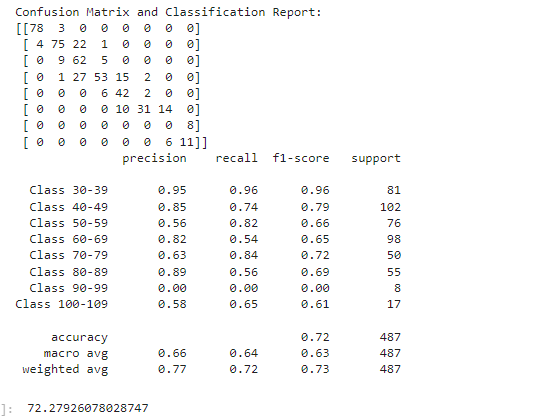 Confusion Matrix and Classification Report:
[[78 3 0 0 0 0 0 0]
[ 4 75 22 1 0 0 0 0]
[ 0 9 62 5 0 0 0 0]
[ 0 1 27 53 15 2 0 0]
[ 0 0 0 6 42 2 0 0]
[ 0 0 0 0 10 31 14 0]
[ 0 0 0 0 0 0 0 8]
[ 0 0 0 0 0 0 6 11]]
precision recall f1-score support
Class 30-39 0.95 0.96 0.96 81
Class 40-49 0.85 0.74 0.79 102
Class 50-59 0.56 0.82 0.66 76
Class 60-69 0.82 0.54 0.65 98
Class 70-79 0.63 0.84 0.72 50
Class 80-89 0.89 0.56 0.69 55
Class 90-99 0.00 0.00 0.00 8
Class 100-109 0.58 0.65 0.61 17
accuracy 0.72 487
macro avg 0.66 0.64 0.63 487
weighted avg 0.77 0.72 0.73 487
]: 72.27926078028747